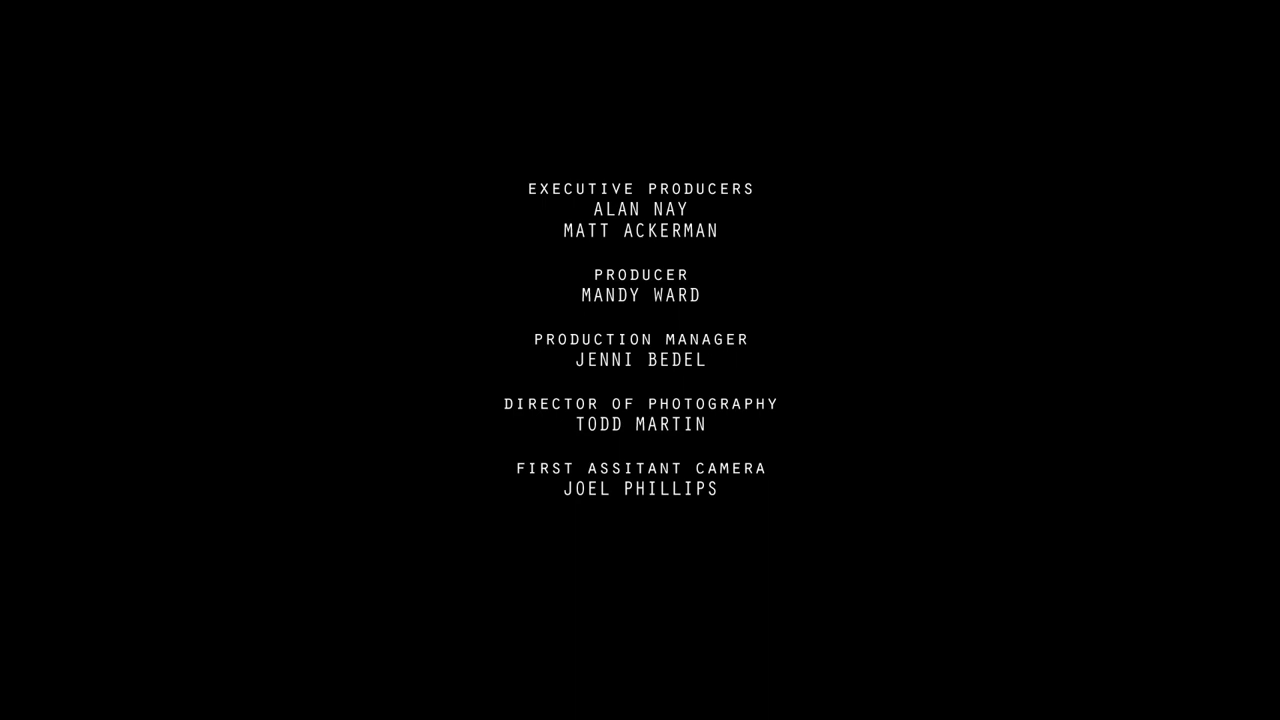 EXECUTIVE PRODUCERS
ALAN NAY
MATT ACKERMAN
PRODUCER
MANDY WARD
PRODUCTION MANAGER
JENNI BEDEL
DIRECTOR OF PHOTOGRAPHY
TODD MARTIN
FIRST ASSITANT CAMERA
JOEL PHILLIPS